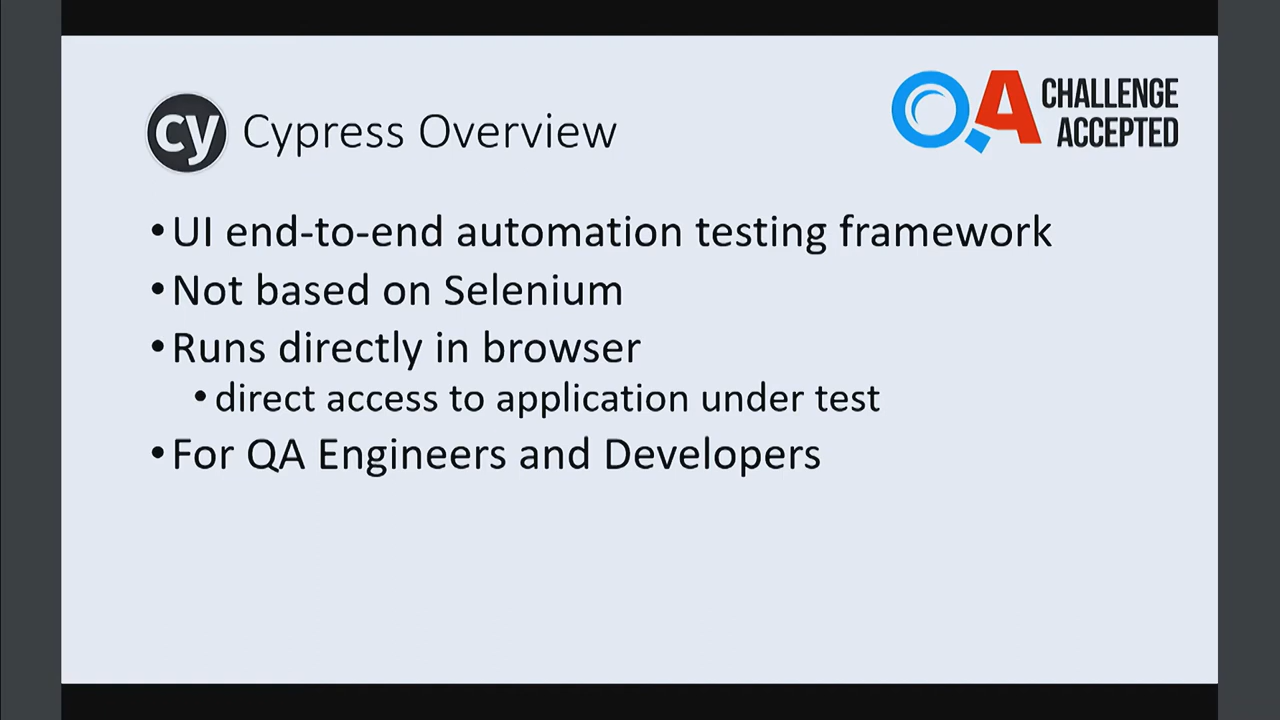 cy Cypress Overview
QA CHALLENGE
ACCEPTED
•UI end-to-end automation testing framework
•Not based on Selenium
•Runs directly in browser
•direct access to application under test
•For QA Engineers and Developers